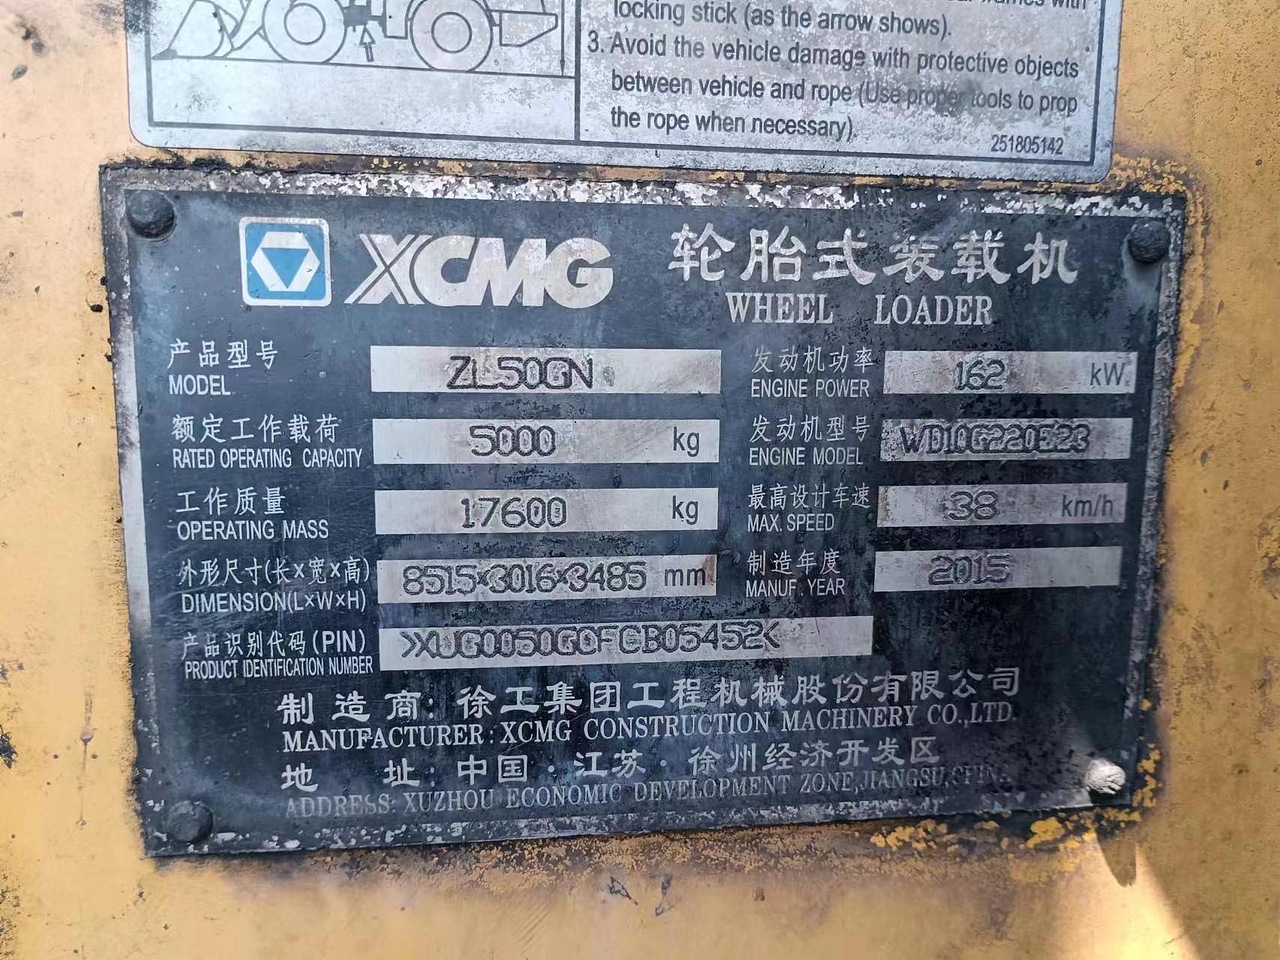 locking stick (as the arrow shows).
3. Avoid the vehicle damage with protective objects
between vehicle and rope (Use proper tools to prop
the rope when necessary).
251805142
XCMG 轮胎式装载机
WHEEL LOADER
产品型号 ZL50GN 发动机功率 162 kW
MODEL ENGINE POWER
额定工作载荷 5000 kg 发动机型号 WD10G220E23
RATED OPERATING CAPACITY ENGINE MODEL
工作质量 17600 kg 最高设计车速 38 km/h
OPERATING MASS MAX. SPEED
外形尺寸(长×宽×高) 8515×3016×3485 mm 制造年度 2015
DIMENSION(L×W×H) MANUF. YEAR
产品识别代码(PIN) >XUG0050GCFCB05452<
PRODUCT IDENTIFICATION NUMBER
制造商: 徐工集团工程机械股份有限公司
MANUFACTURER: XCMG CONSTRUCTION MACHINERY CO.,LTD.
地址: 中国·江苏·徐州经济开发区
ADDRESS: XUZHOU ECONOMIC DEVELOPMENT ZONE,JIANGSU,CHINA